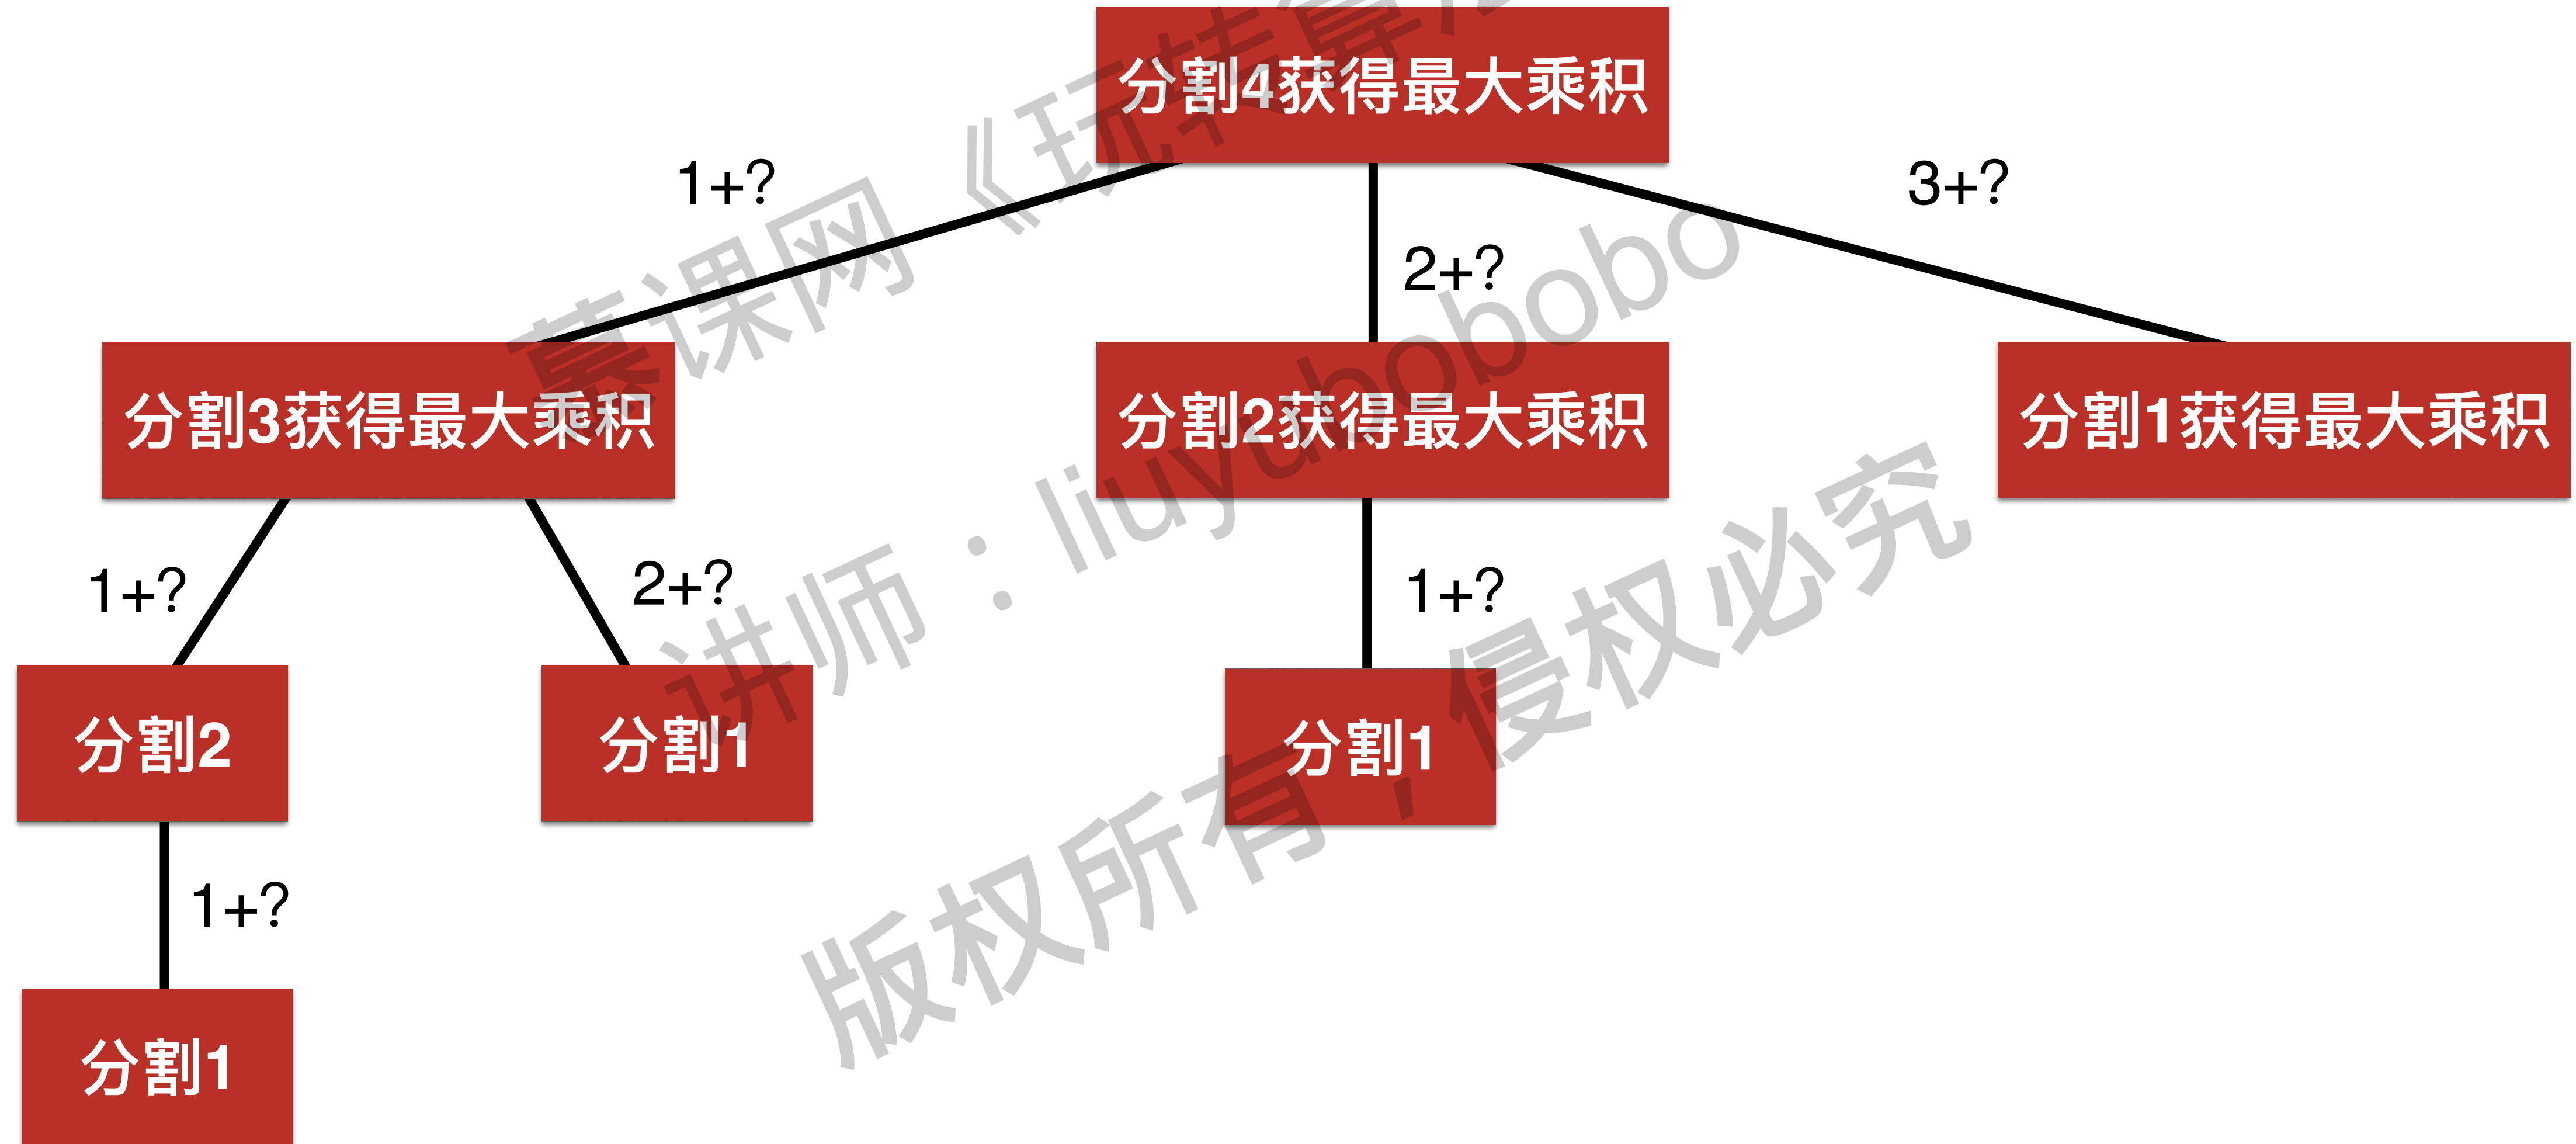 分割4获得最大乘积
1+?
2+?
3+?
分割3获得最大乘积
分割2获得最大乘积
分割1获得最大乘积
1+?
2+?
1+?
分割2
分割1
分割1
1+?
分割1
慕课网《玩转算
讲师：liuyubobobo
版权所有，侵权必究